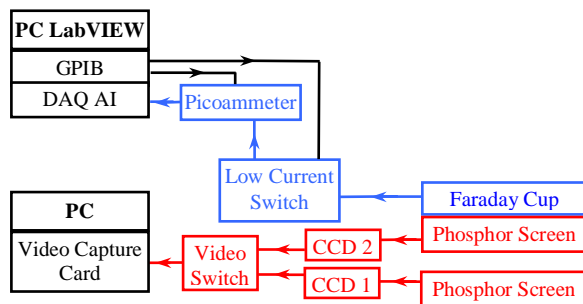 PC LabVIEW
GPIB
DAQ AI
Picoammeter
Low Current
Switch
Faraday Cup
PC
Video Capture
Card
Video
Switch
CCD 2
Phosphor Screen
CCD 1
Phosphor Screen